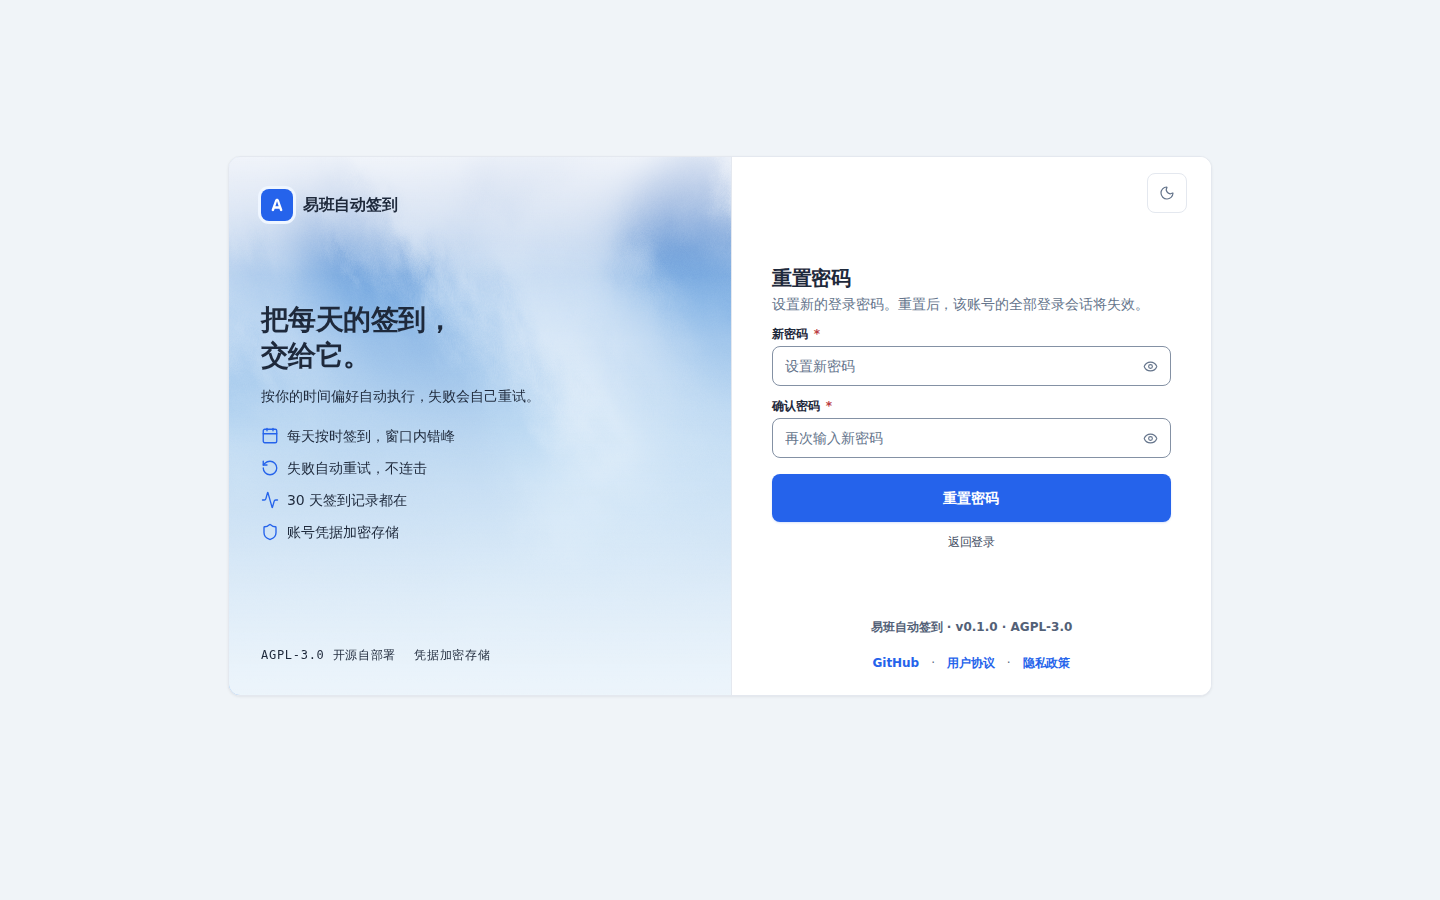 易班自动签到
把每天的签到，
交给它。
按你的时间偏好自动执行，失败会自己重试。
每天按时签到，窗口内错峰
失败自动重试，不连击
30 天签到记录都在
账号凭据加密存储
AGPL-3.0 开源自部署 凭据加密存储
重置密码
设置新的登录密码。重置后，该账号的全部登录会话将失效。
新密码 *
设置新密码
确认密码 *
再次输入新密码
重置密码
返回登录
易班自动签到 · v0.1.0 · AGPL-3.0
GitHub · 用户协议 · 隐私政策